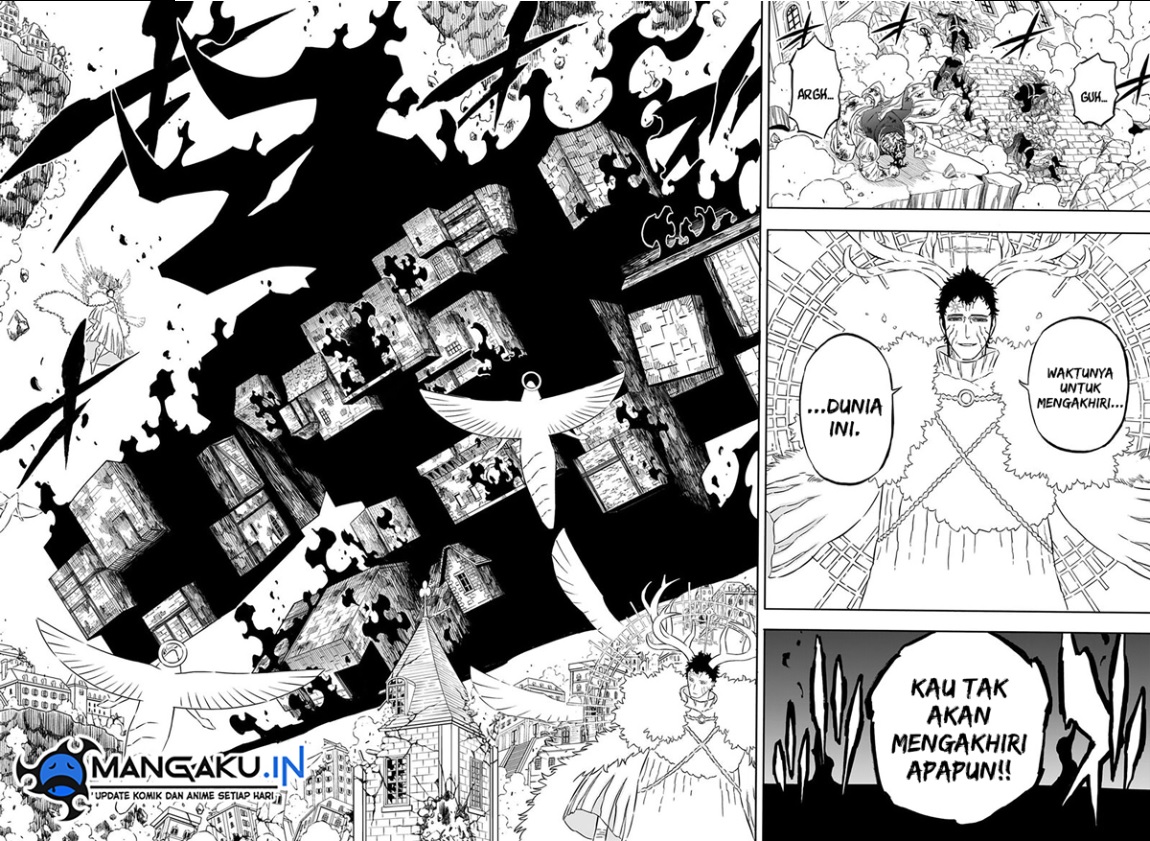 GUH...
ARGH...
WAKTUNYA
UNTUK
MENGAKHIRI...
...DUNIA
INI.
KAU TAK
AKAN
MENGAKHIRI
APAPUN!!
MANGAKU.IN
UPDATE KOMIK DAN ANIME SETIAP HARI